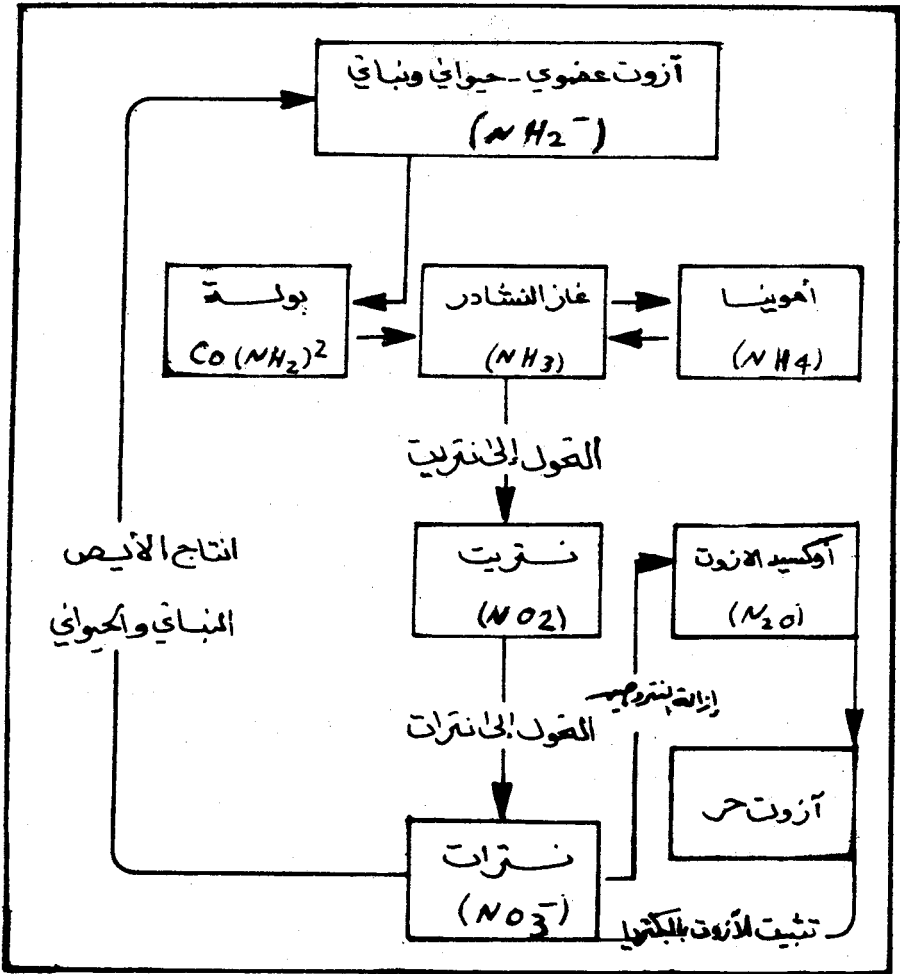 آزوت عضوي - حيواني ونباتي
(NH2⁻)
بولة
CO(NH2)²
غاز النشادر
(NH3)
أمونيا
(NH4)
التحول إلى نتريت
نتريت
(NO2)
أوكسيد الازوت
(N2O)
انتاج الأيض
النباتي والحيواني
إزالة النتروجين
التحول إلى نترات
آزوت حر
نترات
(NO3⁻)
تثبيت الآزوت بالبكتريا